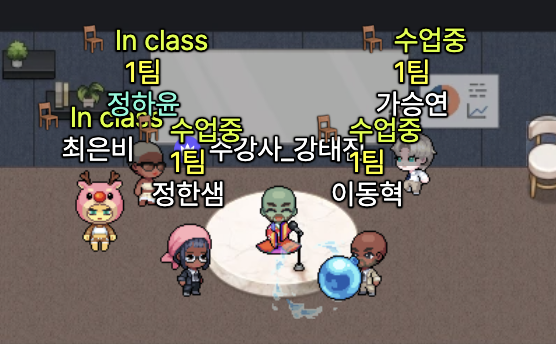 In class
1팀
정하윤
수업중
1팀
가승연
In class
최은비
수업중
1팀
정한샘
수강사_강태진
수업중
1팀
이동혁